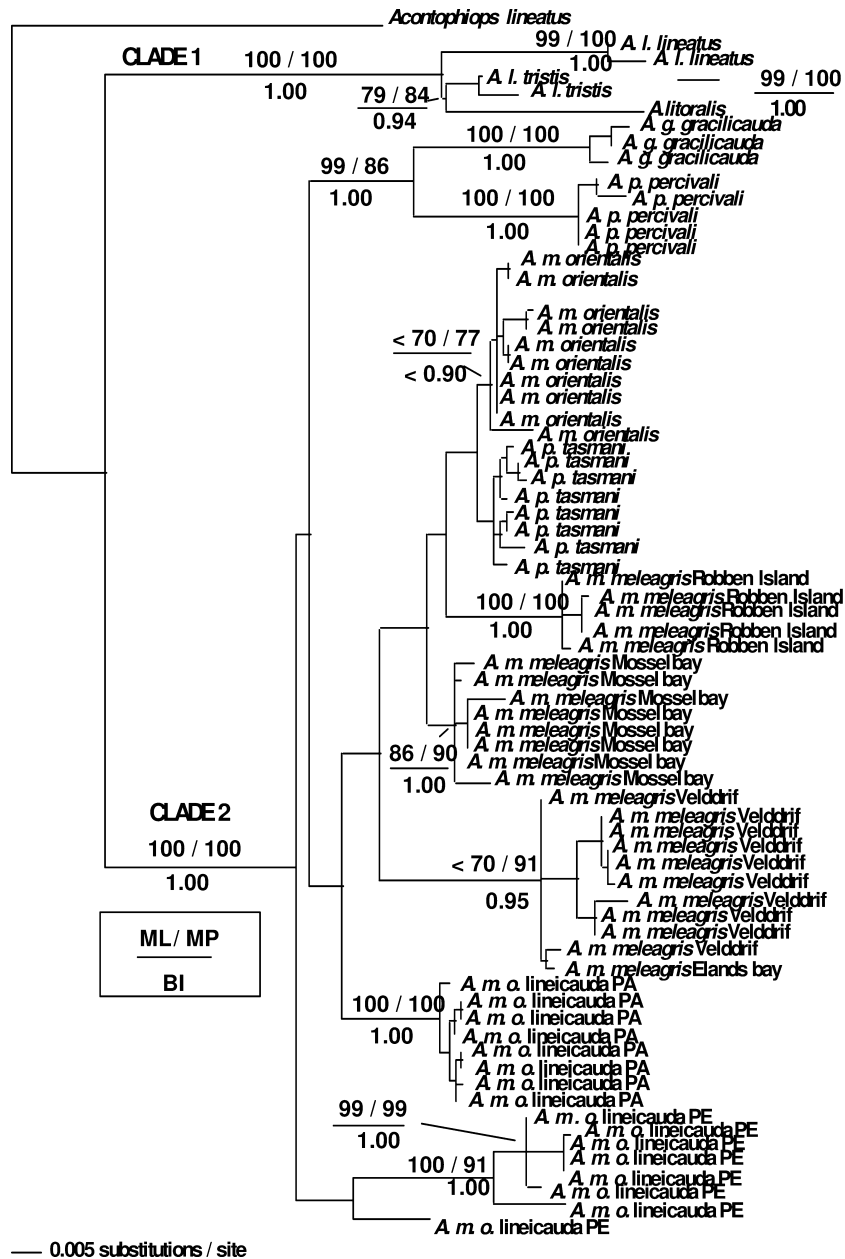 Acontophiops lineatus
CLADE 1
100 / 100
1.00
99 / 100
1.00
A. l. lineatus
A. l. lineatus
A. l. tristis
A. l. tristis
99 / 100
1.00
79 / 84
0.94
A. litoralis
A. g. gracilicauda
A. g. gracilicauda
A. g. gracilicauda
100 / 100
1.00
99 / 86
1.00
A. p. percivali
A. p. percivali
A. p. percivali
A. p. percivali
A. p. percivali
100 / 100
1.00
A. m. orientalis
A. m. orientalis
A. m. orientalis
A. m. orientalis
A. m. orientalis
A. m. orientalis
A. m. orientalis
A. m. orientalis
A. m. orientalis
A. m. orientalis
< 70 / 77
< 0.90
A. p. tasmani
A. p. tasmani
A. p. tasmani
A. p. tasmani
A. p. tasmani
A. p. tasmani
A. p. tasmani
A. p. tasmani
A. m. meleagris Robben Island
A. m. meleagris Robben Island
A. m. meleagris Robben Island
A. m. meleagris Robben Island
A. m. meleagris Robben Island
100 / 100
1.00
A. m. meleagris Mossel bay
A. m. meleagris Mossel bay
A. m. meleagris Mossel bay
A. m. meleagris Mossel bay
A. m. meleagris Mossel bay
A. m. meleagris Mossel bay
A. m. meleagris Mossel bay
A. m. meleagris Mossel bay
86 / 90
1.00
A. m. meleagris Velddrif
A. m. meleagris Velddrif
A. m. meleagris Velddrif
A. m. meleagris Velddrif
A. m. meleagris Velddrif
A. m. meleagris Velddrif
A. m. meleagris Velddrif
A. m. meleagris Velddrif
A. m. meleagris Velddrif
A. m. meleagris Velddrif
A. m. meleagris Elands bay
< 70 / 91
0.95
CLADE 2
100 / 100
1.00
ML / MP
BI
A. m. o. lineicauda PA
A. m. o. lineicauda PA
A. m. o. lineicauda PA
A. m. o. lineicauda PA
A. m. o. lineicauda PA
A. m. o. lineicauda PA
A. m. o. lineicauda PA
A. m. o. lineicauda PA
100 / 100
1.00
99 / 99
1.00
A. m. o. lineicauda PE
A. m. o. lineicauda PE
A. m. o. lineicauda PE
A. m. o. lineicauda PE
A. m. o. lineicauda PE
A. m. o. lineicauda PE
A. m. o. lineicauda PE
A. m. o. lineicauda PE
100 / 91
1.00
0.005 substitutions / site